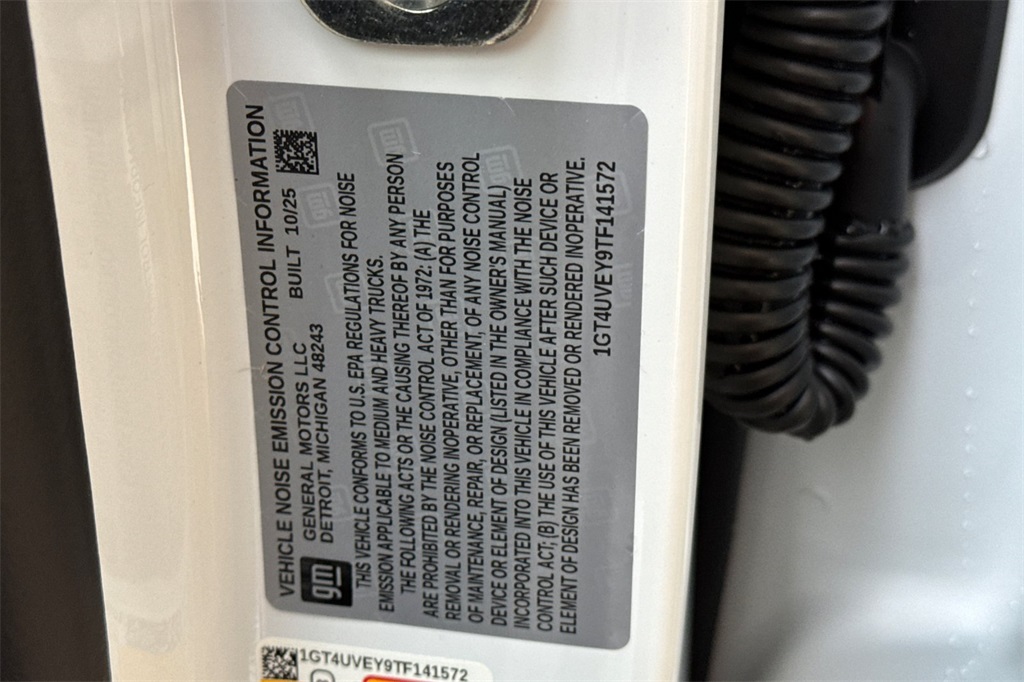 VEHICLE NOISE EMISSION CONTROL INFORMATION
gm
GENERAL MOTORS LLC
BUILT 10/25
DETROIT, MICHIGAN 48243
THIS VEHICLE CONFORMS TO U.S. EPA REGULATIONS FOR NOISE
EMISSION APPLICABLE TO MEDIUM AND HEAVY TRUCKS.
THE FOLLOWING ACTS OR THE CAUSING THEREOF BY ANY PERSON
ARE PROHIBITED BY THE NOISE CONTROL ACT OF 1972: (A) THE
REMOVAL OR RENDERING INOPERATIVE, OTHER THAN FOR PURPOSES
OF MAINTENANCE, REPAIR, OR REPLACEMENT, OF ANY NOISE CONTROL
DEVICE OR ELEMENT OF DESIGN (LISTED IN THE OWNER'S MANUAL)
INCORPORATED INTO THIS VEHICLE IN COMPLIANCE WITH THE NOISE
CONTROL ACT; (B) THE USE OF THIS VEHICLE AFTER SUCH DEVICE OR
ELEMENT OF DESIGN HAS BEEN REMOVED OR RENDERED INOPERATIVE.
1GT4UVEY9TF141572
1GT4UVEY9TF141572